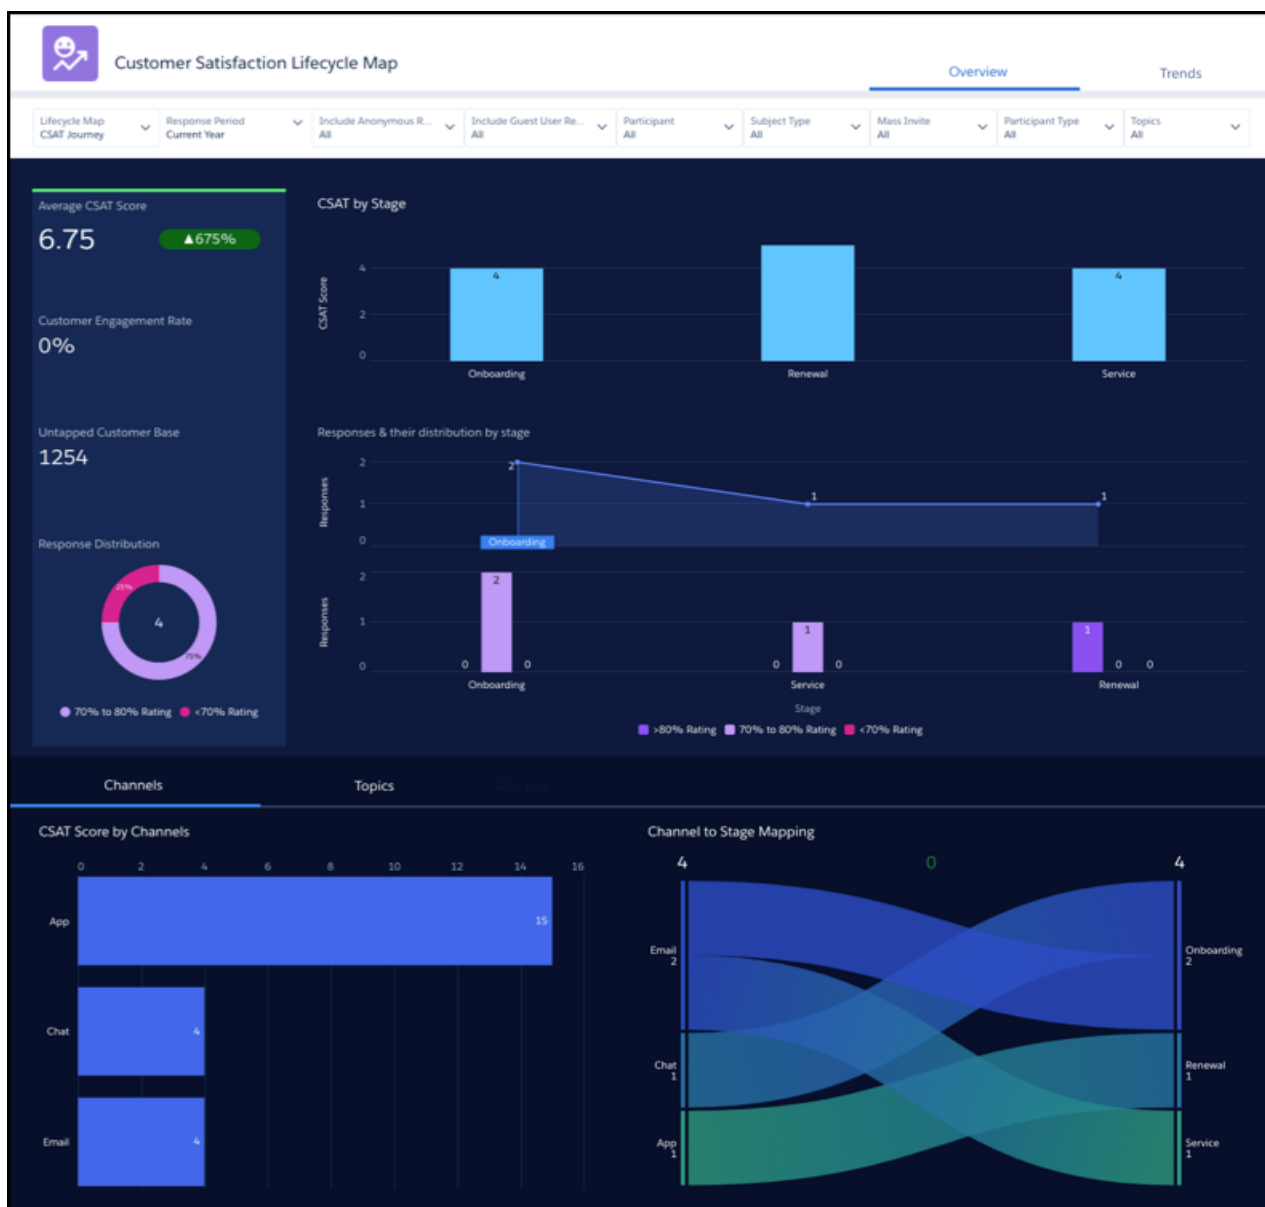 Customer Satisfaction Lifecycle Map
Overview
Trends
Lifecycle Map
CSAT Journey
Response Period
Current Year
Include Anonymous R...
All
Include Guest User Re...
All
Participant
All
Subject Type
All
Mass Invite
All
Participant Type
All
Topics
All
Average CSAT Score
6.75
▲675%
Customer Engagement Rate
0%
Untapped Customer Base
1254
Response Distribution
25%
4
75%
70% to 80% Rating
<70% Rating
CSAT by Stage
CSAT Score
4
2
0
4
4
Onboarding
Renewal
Service
Responses & their distribution by stage
Responses
2
1
0
2
1
1
Onboarding
Responses
2
1
0
0
2
0
0
1
0
1
0
0
Onboarding
Service
Renewal
Stage
>80% Rating
70% to 80% Rating
<70% Rating
Channels
Topics
CSAT Score by Channels
0 2 4 6 8 10 12 14 16
App
15
Chat
4
Email
4
Channel to Stage Mapping
4
0
4
Email
2
Chat
1
App
1
Onboarding
2
Renewal
1
Service
1